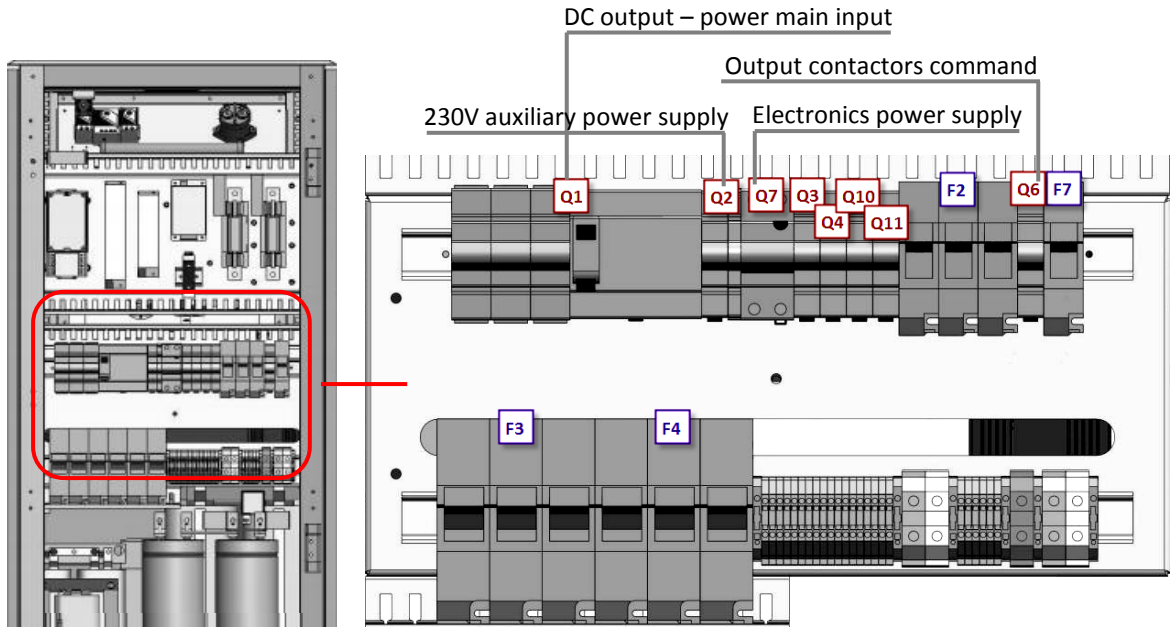 DC output – power main input
Output contactors command
230V auxiliary power supply
Electronics power supply
Q1
Q2
Q7
Q3
Q10
F2
Q6
F7
Q4
Q11
F3
F4